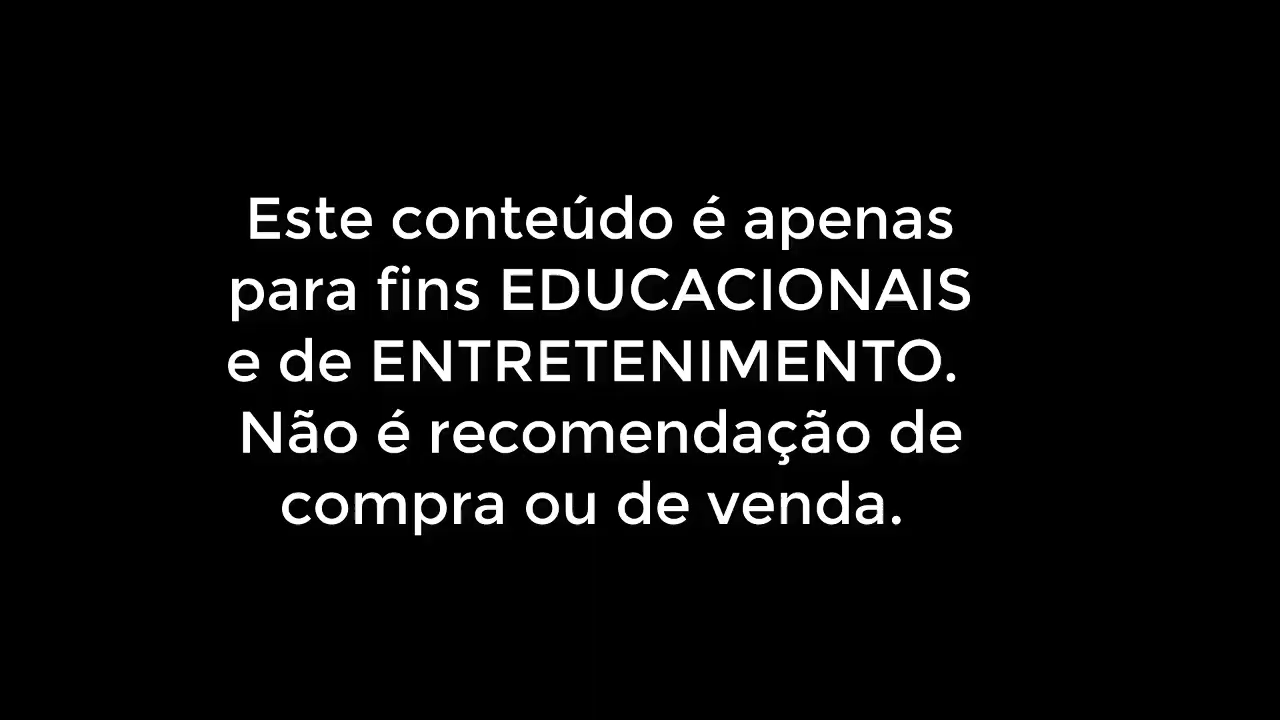 Este conteúdo é apenas
para fins EDUCACIONAIS
e de ENTRETENIMENTO.
Não é recomendação de
compra ou de venda.